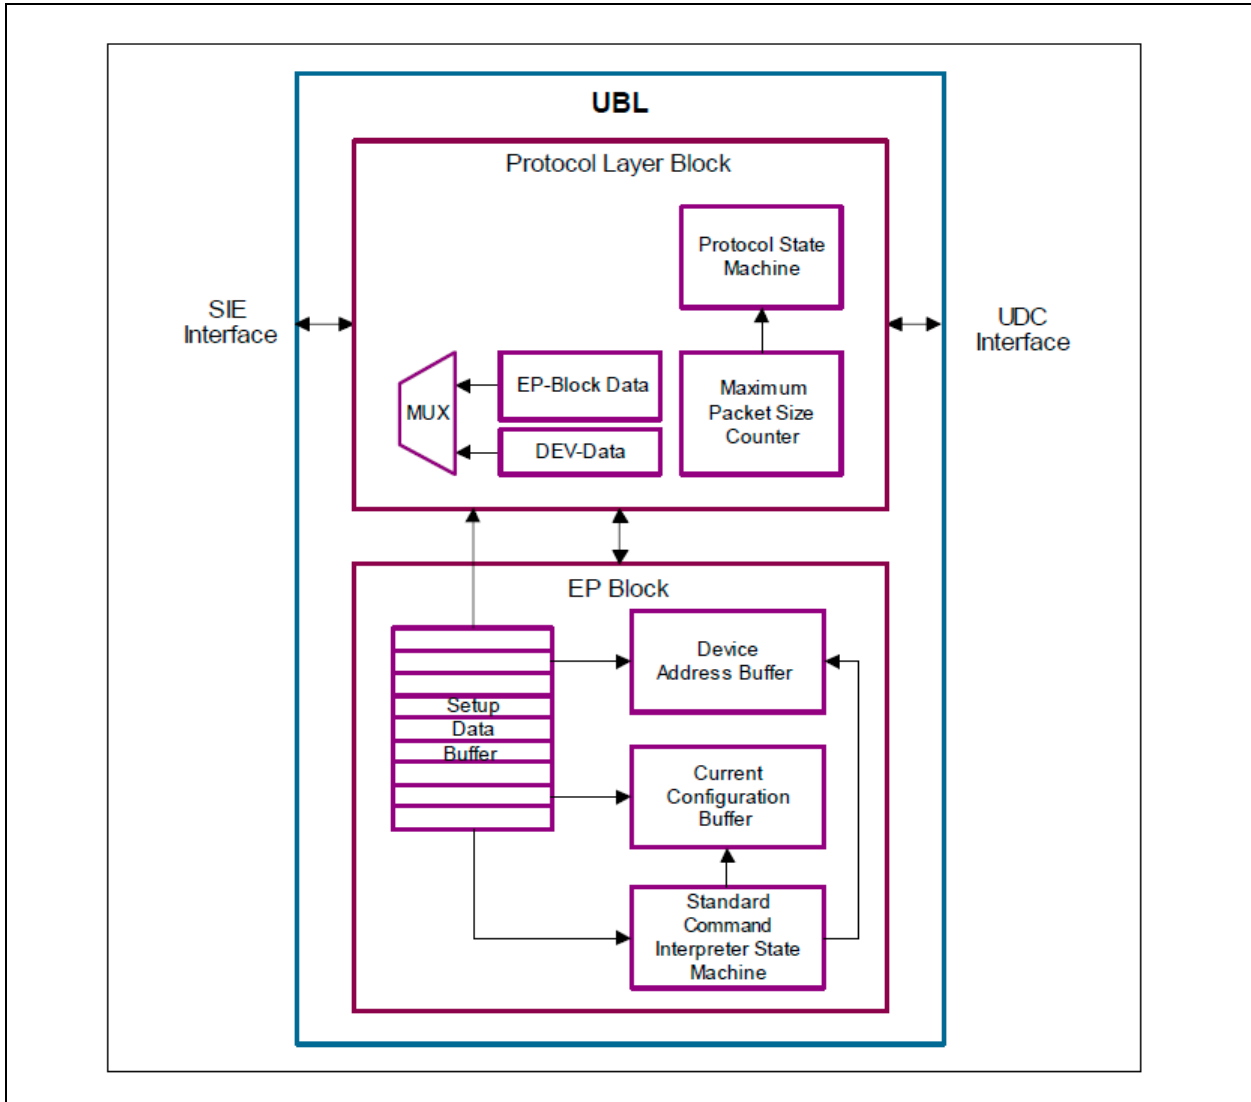 UBL
Protocol Layer Block
Protocol State
Machine
SIE
Interface
UDC
Interface
MUX
EP-Block Data
DEV-Data
Maximum
Packet Size
Counter
EP Block
Setup
Data
Buffer
Device
Address Buffer
Current
Configuration
Buffer
Standard
Command
Interpreter State
Machine